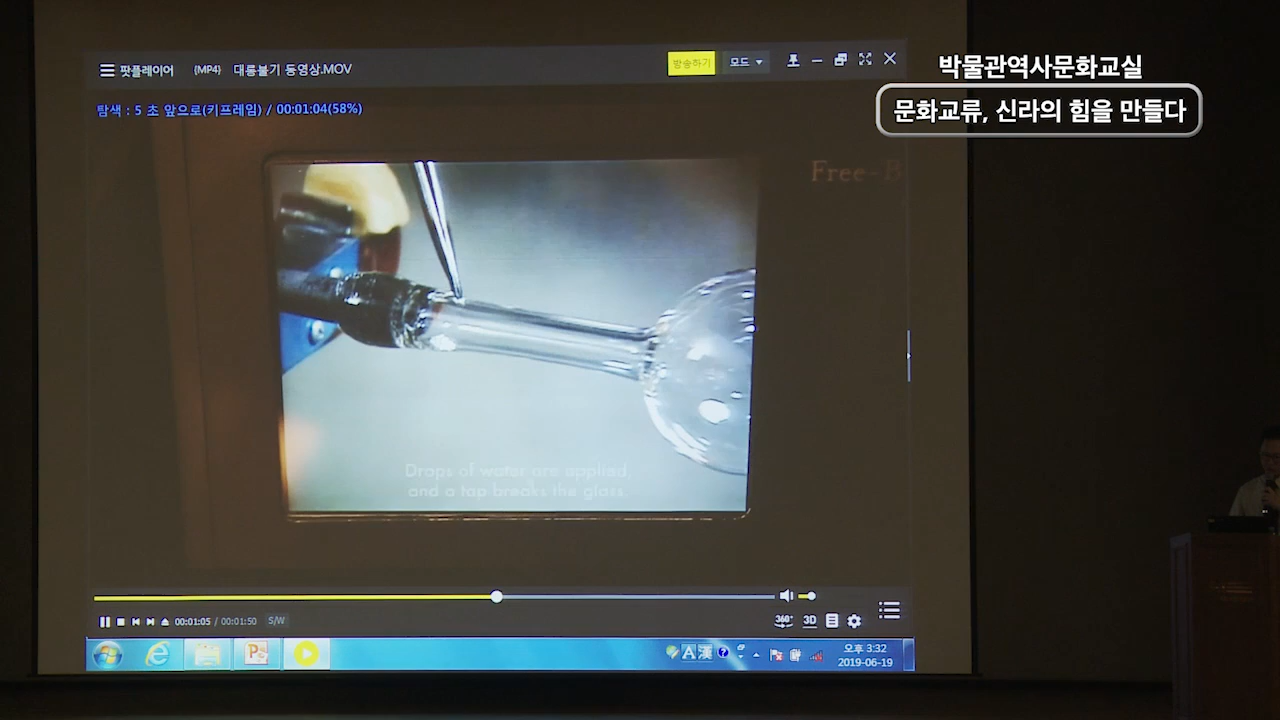 팟플레이어
(MP4)
대롱불기 동영상.MOV
방송하기
모드
박물관역사문화교실
문화교류, 신라의 힘을 만들다
탐색 : 5 초 앞으로(키프레임) / 00:01:04(58%)
Free-B
Drops of water are applied,
and a tap breaks the glass.
00:01:05 / 00:01:50
S/W
360°
3D
A漢
오후 3:32
2019-06-19